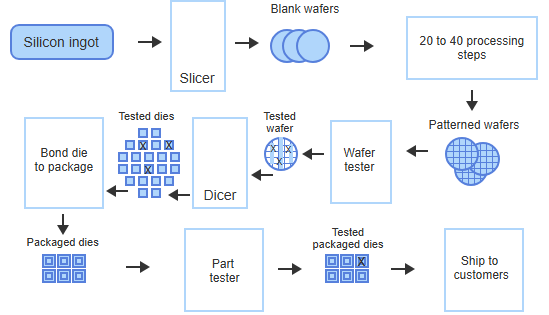 Silicon ingot
Slicer
Blank wafers
20 to 40 processing
steps
Patterned wafers
Wafer
tester
Tested
wafer
X X
X
Dicer
Tested dies
X X
X
Bond die
to package
Packaged dies
Part
tester
Tested
packaged dies
X
Ship to
customers